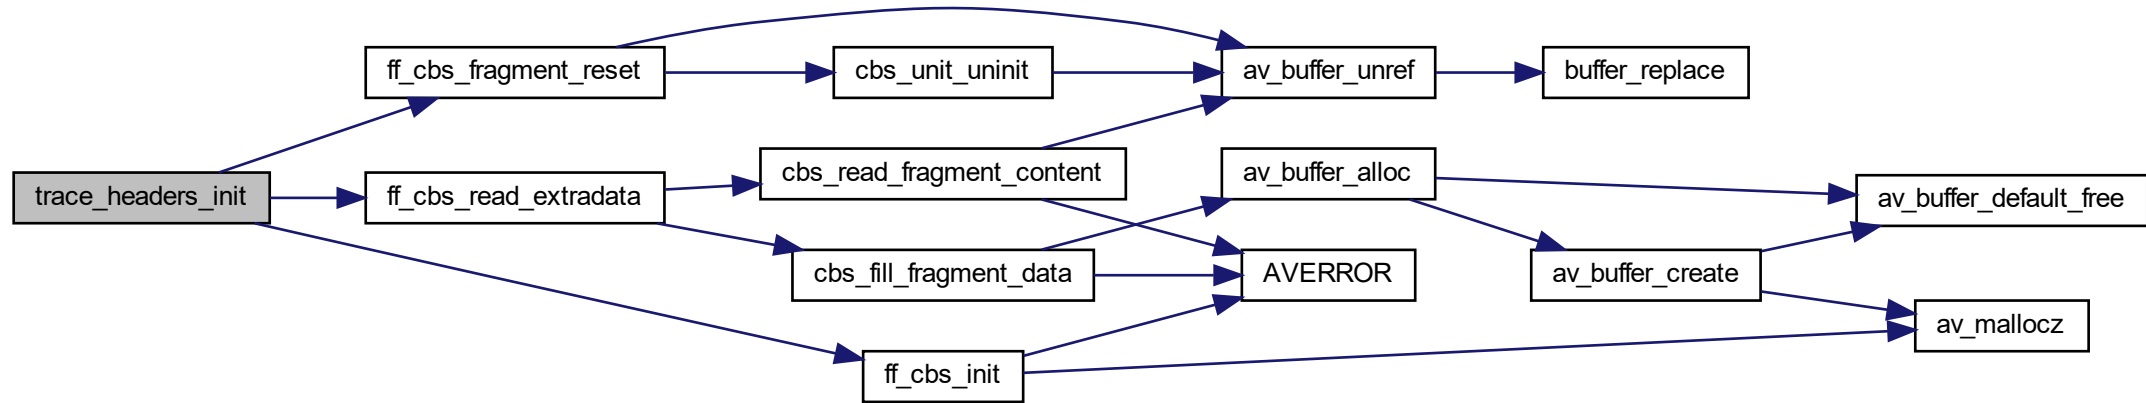 ff_cbs_fragment_reset
cbs_unit_uninit
av_buffer_unref
buffer_replace
trace_headers_init
ff_cbs_read_extradata
cbs_read_fragment_content
av_buffer_alloc
av_buffer_default_free
cbs_fill_fragment_data
AVERROR
av_buffer_create
av_mallocz
ff_cbs_init